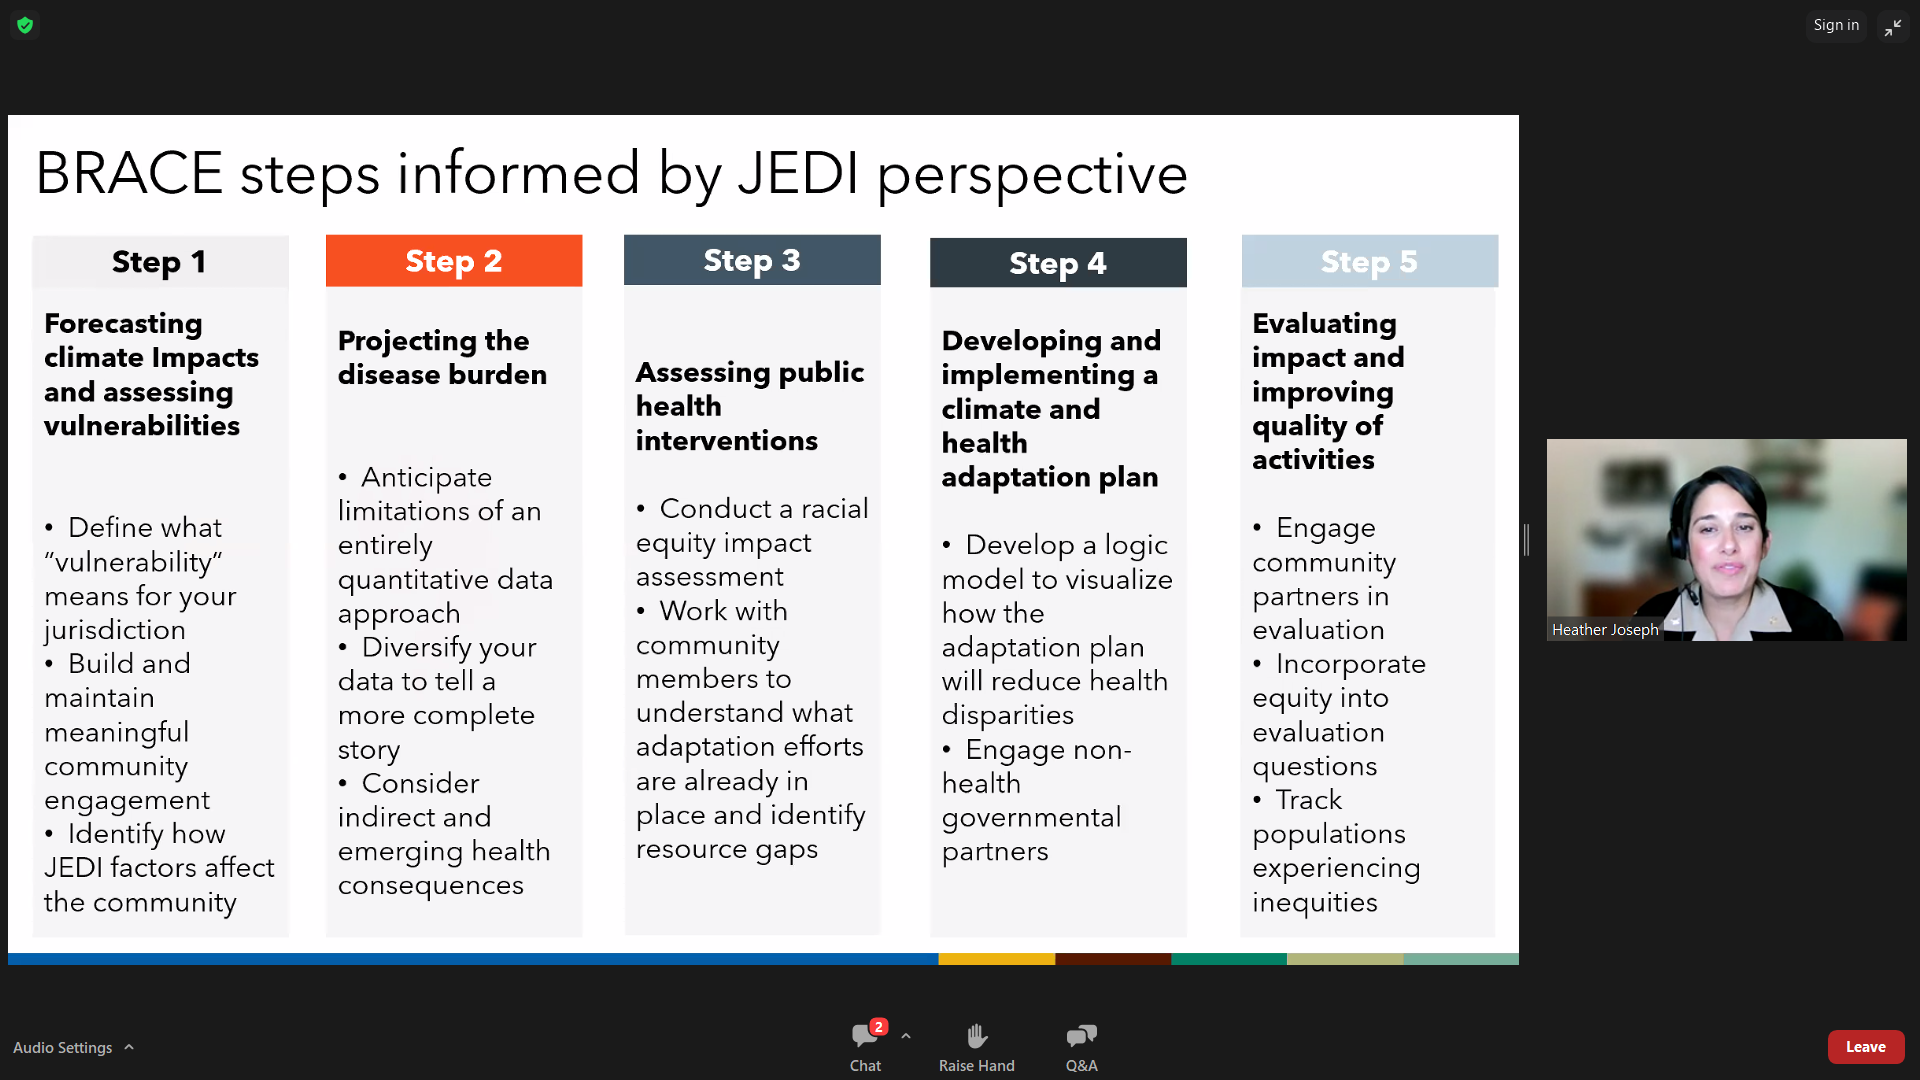 Sign in
BRACE steps informed by JEDI perspective
Step 1
Forecasting
climate Impacts
and assessing
vulnerabilities
• Define what
“vulnerability“
means for your
jurisdiction
• Build and
maintain
meaningful
community
engagement
• Identify how
JEDI factors affect
the community
Step 2
Projecting the
disease burden
• Anticipate
limitations of an
entirely
quantitative data
approach
• Diversify your
data to tell a
more complete
story
• Consider
indirect and
emerging health
consequences
Step 3
Assessing public
health
interventions
• Conduct a racial
equity impact
assessment
• Work with
community
members to
understand what
adaptation efforts
are already in
place and identify
resource gaps
Step 4
Developing and
implementing a
climate and
health
adaptation plan
• Develop a logic
model to visualize
how the
adaptation plan
will reduce health
disparities
• Engage non-
health
governmental
partners
Step 5
Evaluating
impact and
improving
quality of
activities
• Engage
community
partners in
evaluation
• Incorporate
equity into
evaluation
questions
• Track
populations
experiencing
inequities
Heather Joseph
Audio Settings
2
Chat
Raise Hand
Q&A
Leave